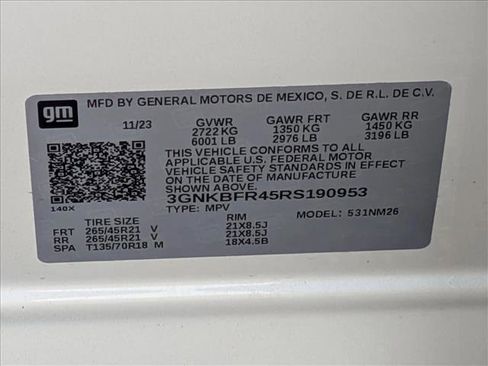 gm
MFD BY GENERAL MOTORS DE MEXICO, S. DE R.L. DE C.V.
11/23 GVWR GAWR FRT GAWR RR
2722 KG 1350 KG 1450 KG
6001 LB 2976 LB 3196 LB
THIS VEHICLE CONFORMS TO ALL
APPLICABLE U.S. FEDERAL MOTOR
VEHICLE SAFETY STANDARDS IN EFFECT
ON THE DATE OF MANUFACTURE
SHOWN ABOVE.
3GNKBFR45RS190953
140X TYPE: MPV MODEL: 531NM26
TIRE SIZE RIM
FRT 265/45R21 V 21X8.5J
RR 265/45R21 V 21X8.5J
SPA T135/70R18 M 18X4.5B